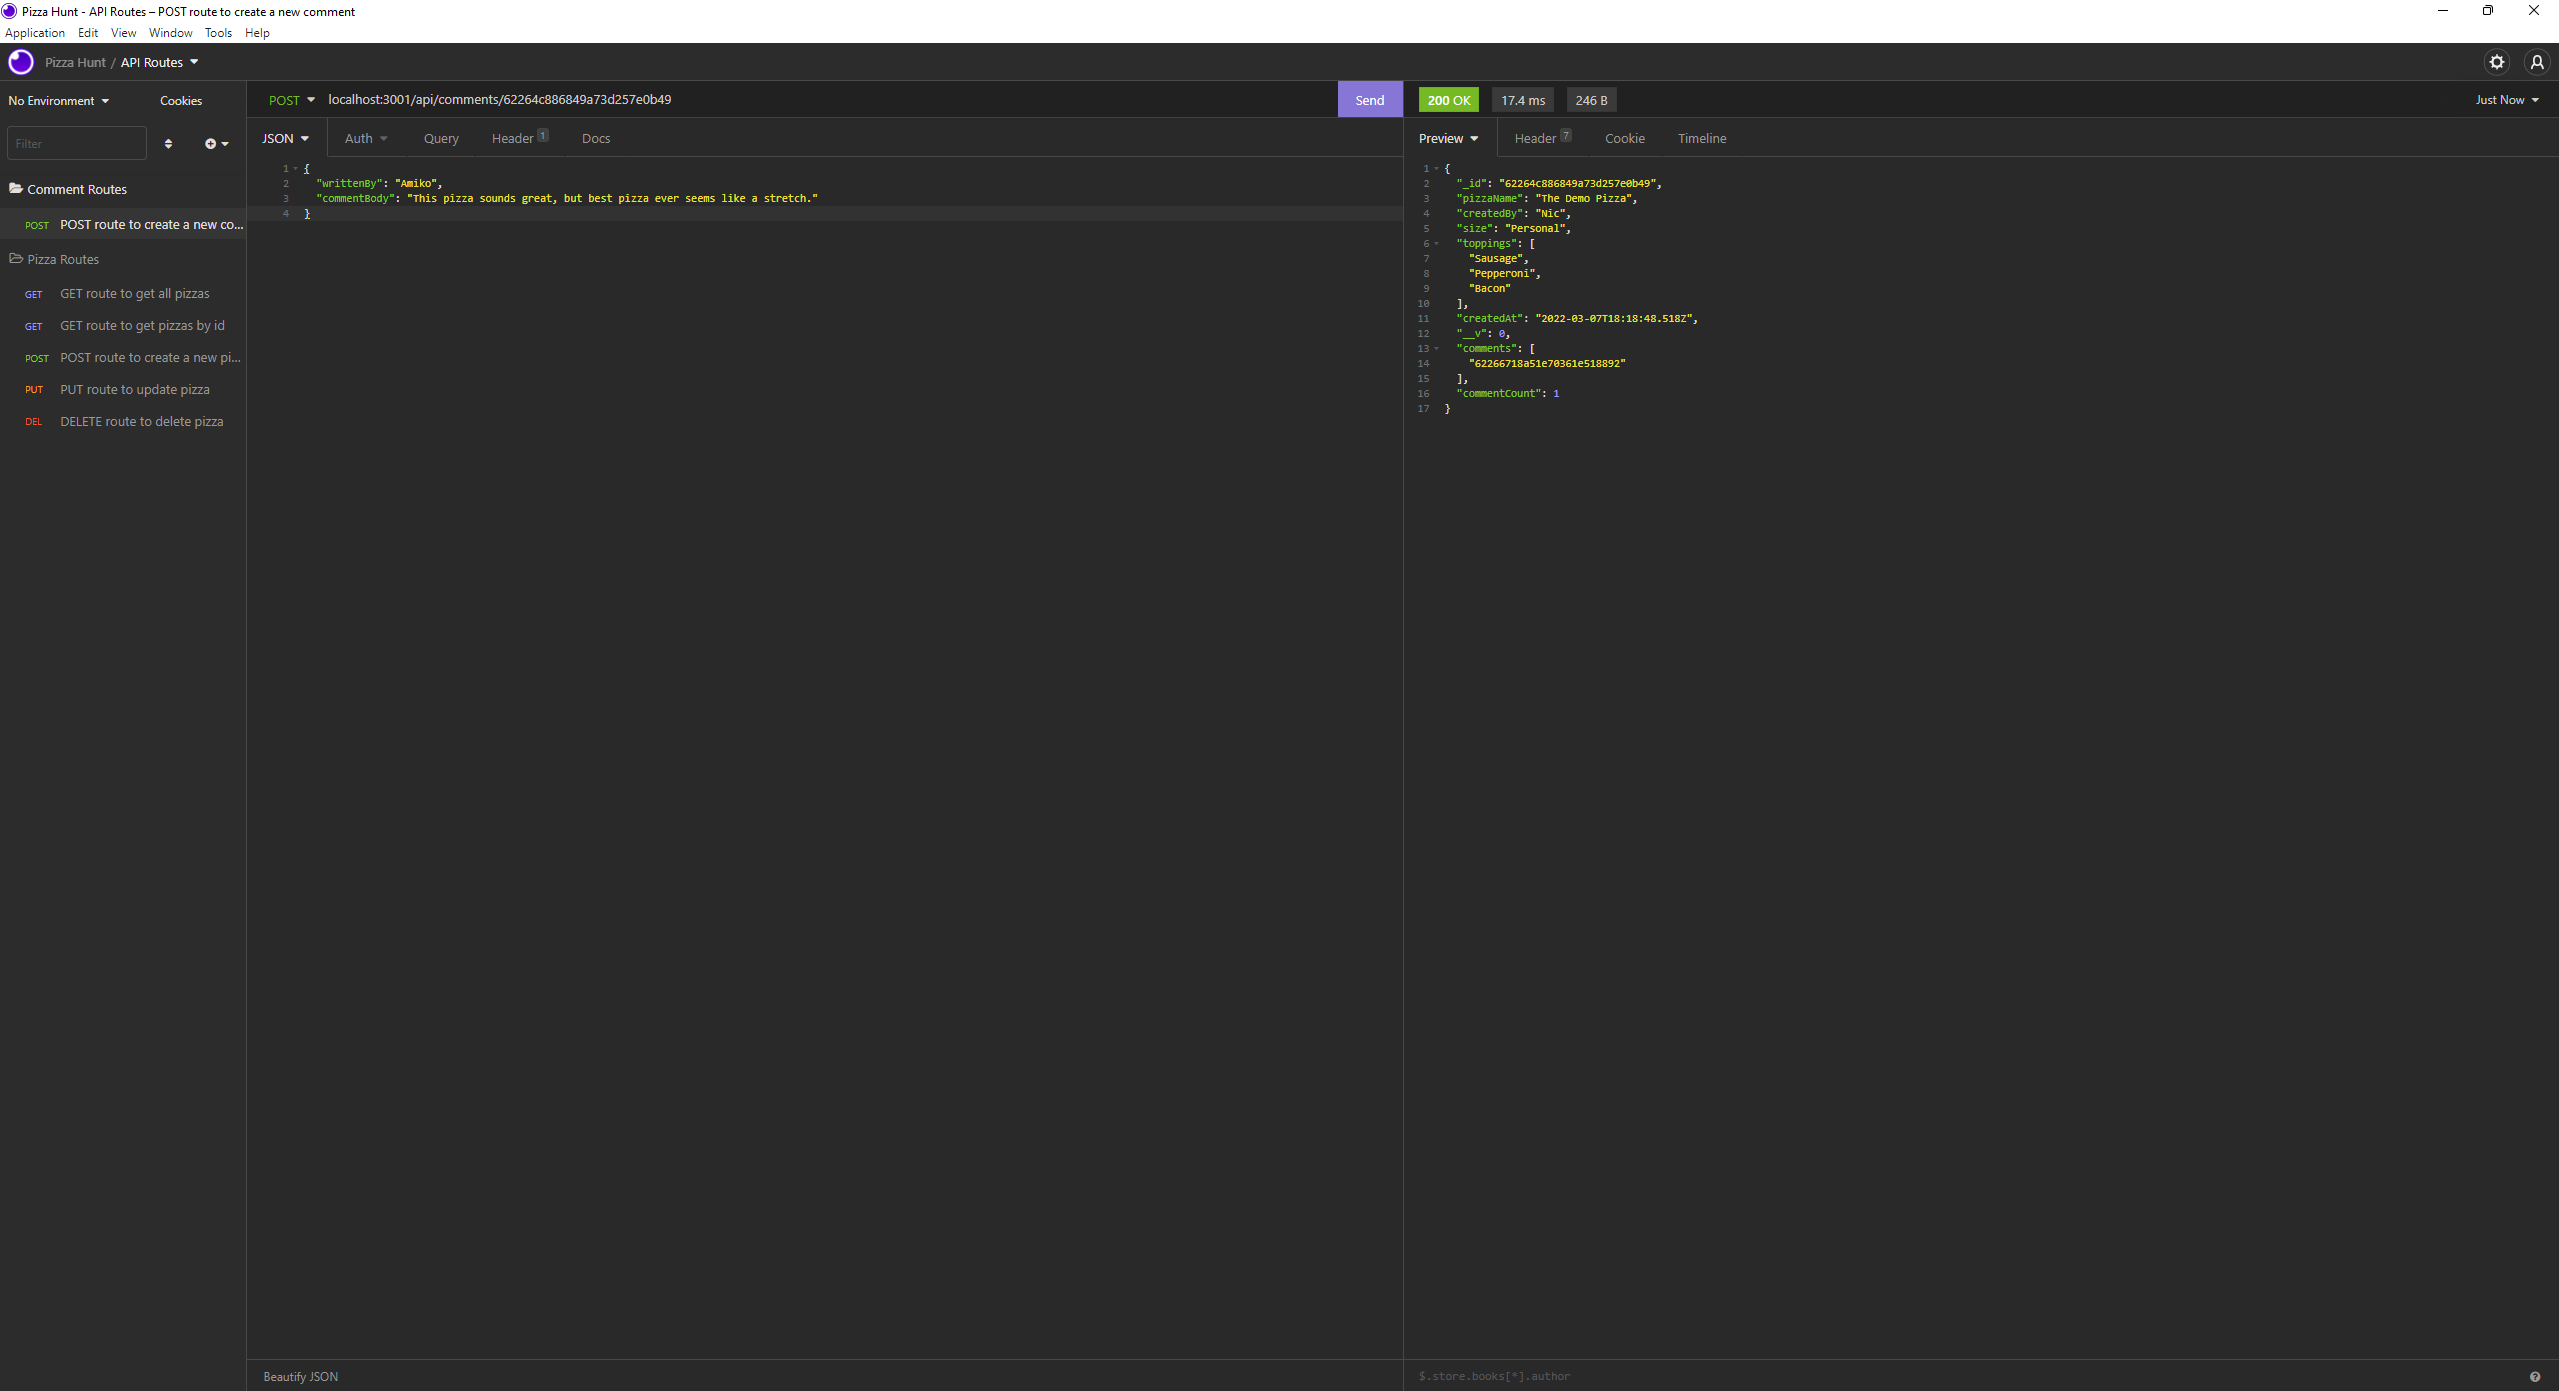 Pizza Hunt - API Routes – POST route to create a new comment
Application Edit View Window Tools Help
Pizza Hunt / API Routes
No Environment Cookies
Filter
Comment Routes
POST POST route to create a new co...
Pizza Routes
GET GET route to get all pizzas
GET GET route to get pizzas by id
POST POST route to create a new pi...
PUT PUT route to update pizza
DEL DELETE route to delete pizza
POST localhost:3001/api/comments/62264c886849a73d257e0b49 Send
JSON Auth Query Header 1 Docs
1 {
2 "writtenBy": "Amiko",
3 "commentBody": "This pizza sounds great, but best pizza ever seems like a stretch."
4 }
Beautify JSON
200 OK 17.4 ms 246 B Just Now
Preview Header 7 Cookie Timeline
1 {
2 "_id": "62264c886849a73d257e0b49",
3 "pizzaName": "The Demo Pizza",
4 "createdBy": "Nic",
5 "size": "Personal",
6 "toppings": [
7 "Sausage",
8 "Pepperoni",
9 "Bacon"
10 ],
11 "createdAt": "2022-03-07T18:18:48.518Z",
12 "__v": 0,
13 "comments": [
14 "62266718a51e70361e518892"
15 ],
16 "commentCount": 1
17 }
$.store.books[*].author